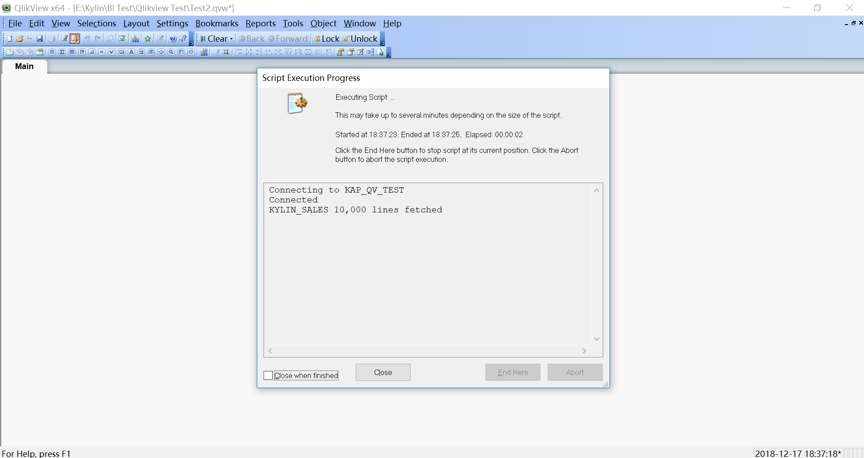 QlikView x64 - [E:\Kylin\BI Test\Qlikview Test\Test2.qvw*]
File Edit View Selections Layout Settings Bookmarks Reports Tools Object Window Help
Clear Back Forward Lock Unlock
Main
Script Execution Progress
Executing Script ...
This may take up to several minutes depending on the size of the script.
Started at 18:37:23, Ended at 18:37:25, Elapsed: 00:00:02
Click the End Here button to stop script at its current position. Click the Abort
button to abort the script execution.
Connecting to KAP_QV_TEST
Connected
KYLIN_SALES 10,000 lines fetched
Close when finished
Close
End Here
Abort
For Help, press F1
2018-12-17 18:37:18*